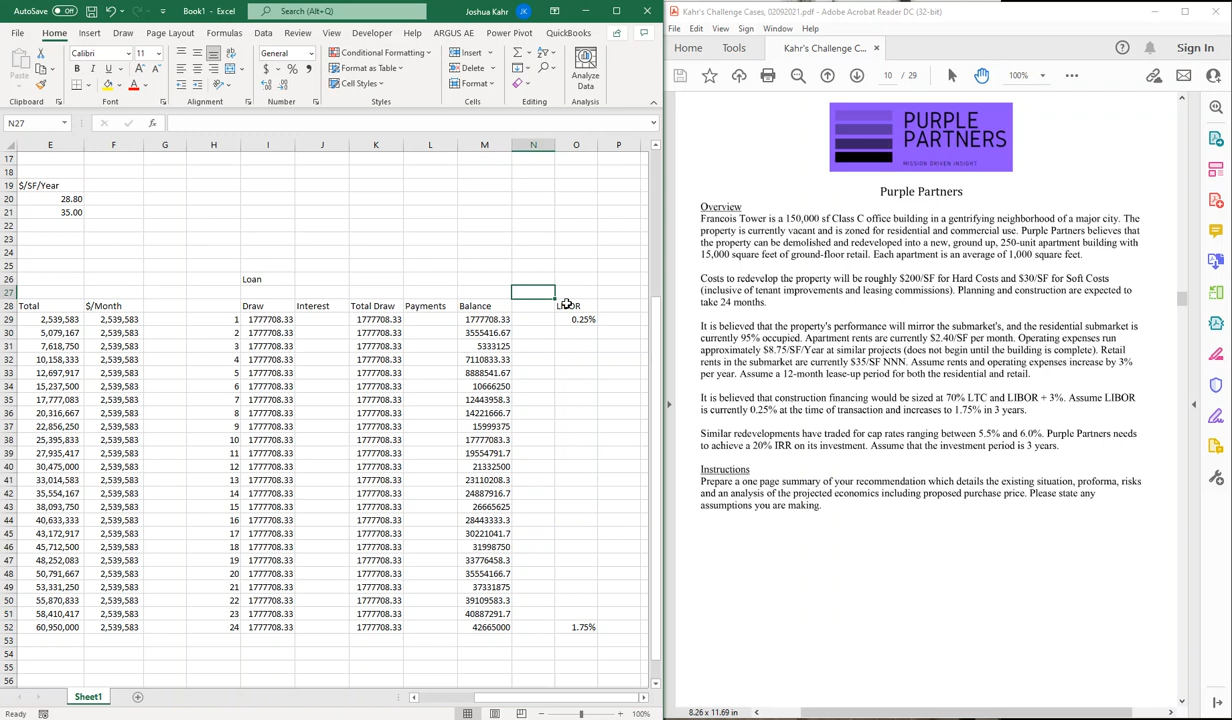 AutoSave Off Book1 - Excel Search (Alt+Q) Joshua Kahr JK
File Home Insert Draw Page Layout Formulas Data Review View Developer Help ARGUS AE Power Pivot QuickBooks
Paste Calibri 11 General Conditional Formatting Insert Analyze Data
B I U $ % Format as Table Delete
Cell Styles Format
Clipboard Font Alignment Number Styles Cells Editing Analysis
N27 fx
E F G H I J K L M N O P
17
18
19 $/SF/Year
20 28.80
21 35.00
22
23
24
25
26 Loan
27
28 Total $/Month Draw Interest Total Draw Payments Balance LIBOR
29 2,539,583 2,539,583 1 1777708.33 1777708.33 1777708.33 0.25%
30 5,079,167 2,539,583 2 1777708.33 1777708.33 3555416.67
31 7,618,750 2,539,583 3 1777708.33 1777708.33 5333125
32 10,158,333 2,539,583 4 1777708.33 1777708.33 7110833.33
33 12,697,917 2,539,583 5 1777708.33 1777708.33 8888541.67
34 15,237,500 2,539,583 6 1777708.33 1777708.33 10666250
35 17,777,083 2,539,583 7 1777708.33 1777708.33 12443958.3
36 20,316,667 2,539,583 8 1777708.33 1777708.33 14221666.7
37 22,856,250 2,539,583 9 1777708.33 1777708.33 15999375
38 25,395,833 2,539,583 10 1777708.33 1777708.33 17777083.3
39 27,935,417 2,539,583 11 1777708.33 1777708.33 19554791.7
40 30,475,000 2,539,583 12 1777708.33 1777708.33 21332500
41 33,014,583 2,539,583 13 1777708.33 1777708.33 23110208.3
42 35,554,167 2,539,583 14 1777708.33 1777708.33 24887916.7
43 38,093,750 2,539,583 15 1777708.33 1777708.33 26665625
44 40,633,333 2,539,583 16 1777708.33 1777708.33 28443333.3
45 43,172,917 2,539,583 17 1777708.33 1777708.33 30221041.7
46 45,712,500 2,539,583 18 1777708.33 1777708.33 31998750
47 48,252,083 2,539,583 19 1777708.33 1777708.33 33776458.3
48 50,791,667 2,539,583 20 1777708.33 1777708.33 35554166.7
49 53,331,250 2,539,583 21 1777708.33 1777708.33 37331875
50 55,870,833 2,539,583 22 1777708.33 1777708.33 39109583.3
51 58,410,417 2,539,583 23 1777708.33 1777708.33 40887291.7
52 60,950,000 2,539,583 24 1777708.33 1777708.33 42665000 1.75%
53
54
55
56
Sheet1
Ready 100%
Kahr's Challenge Cases, 02092021.pdf - Adobe Acrobat Reader DC (32-bit)
File Edit View Sign Window Help
Home Tools Kahr's Challenge C... Sign In
10 / 29 100%
PURPLE
PARTNERS
MISSION DRIVEN INSIGHT
Purple Partners
Overview
Francois Tower is a 150,000 sf Class C office building in a gentrifying neighborhood of a major city. The
property is currently vacant and is zoned for residential and commercial use. Purple Partners believes that
the property can be demolished and redeveloped into a new, ground up, 250-unit apartment building with
15,000 square feet of ground-floor retail. Each apartment is an average of 1,000 square feet.
Costs to redevelop the property will be roughly $200/SF for Hard Costs and $30/SF for Soft Costs
(inclusive of tenant improvements and leasing commissions). Planning and construction are expected to
take 24 months.
It is believed that the property's performance will mirror the submarket's, and the residential submarket is
currently 95% occupied. Apartment rents are currently $2.40/SF per month. Operating expenses run
approximately $8.75/SF/Year at similar projects (does not begin until the building is complete). Retail
rents in the submarket are currently $35/SF NNN. Assume rents and operating expenses increase by 3%
per year. Assume a 12-month lease-up period for both the residential and retail.
It is believed that construction financing would be sized at 70% LTC and LIBOR + 3%. Assume LIBOR
is currently 0.25% at the time of transaction and increases to 1.75% in 3 years.
Similar redevelopments have traded for cap rates ranging between 5.5% and 6.0%. Purple Partners needs
to achieve a 20% IRR on its investment. Assume that the investment period is 3 years.
Instructions
Prepare a one page summary of your recommendation which details the existing situation, proforma, risks
and an analysis of the projected economics including proposed purchase price. Please state any
assumptions you are making.
8.26 x 11.69 in